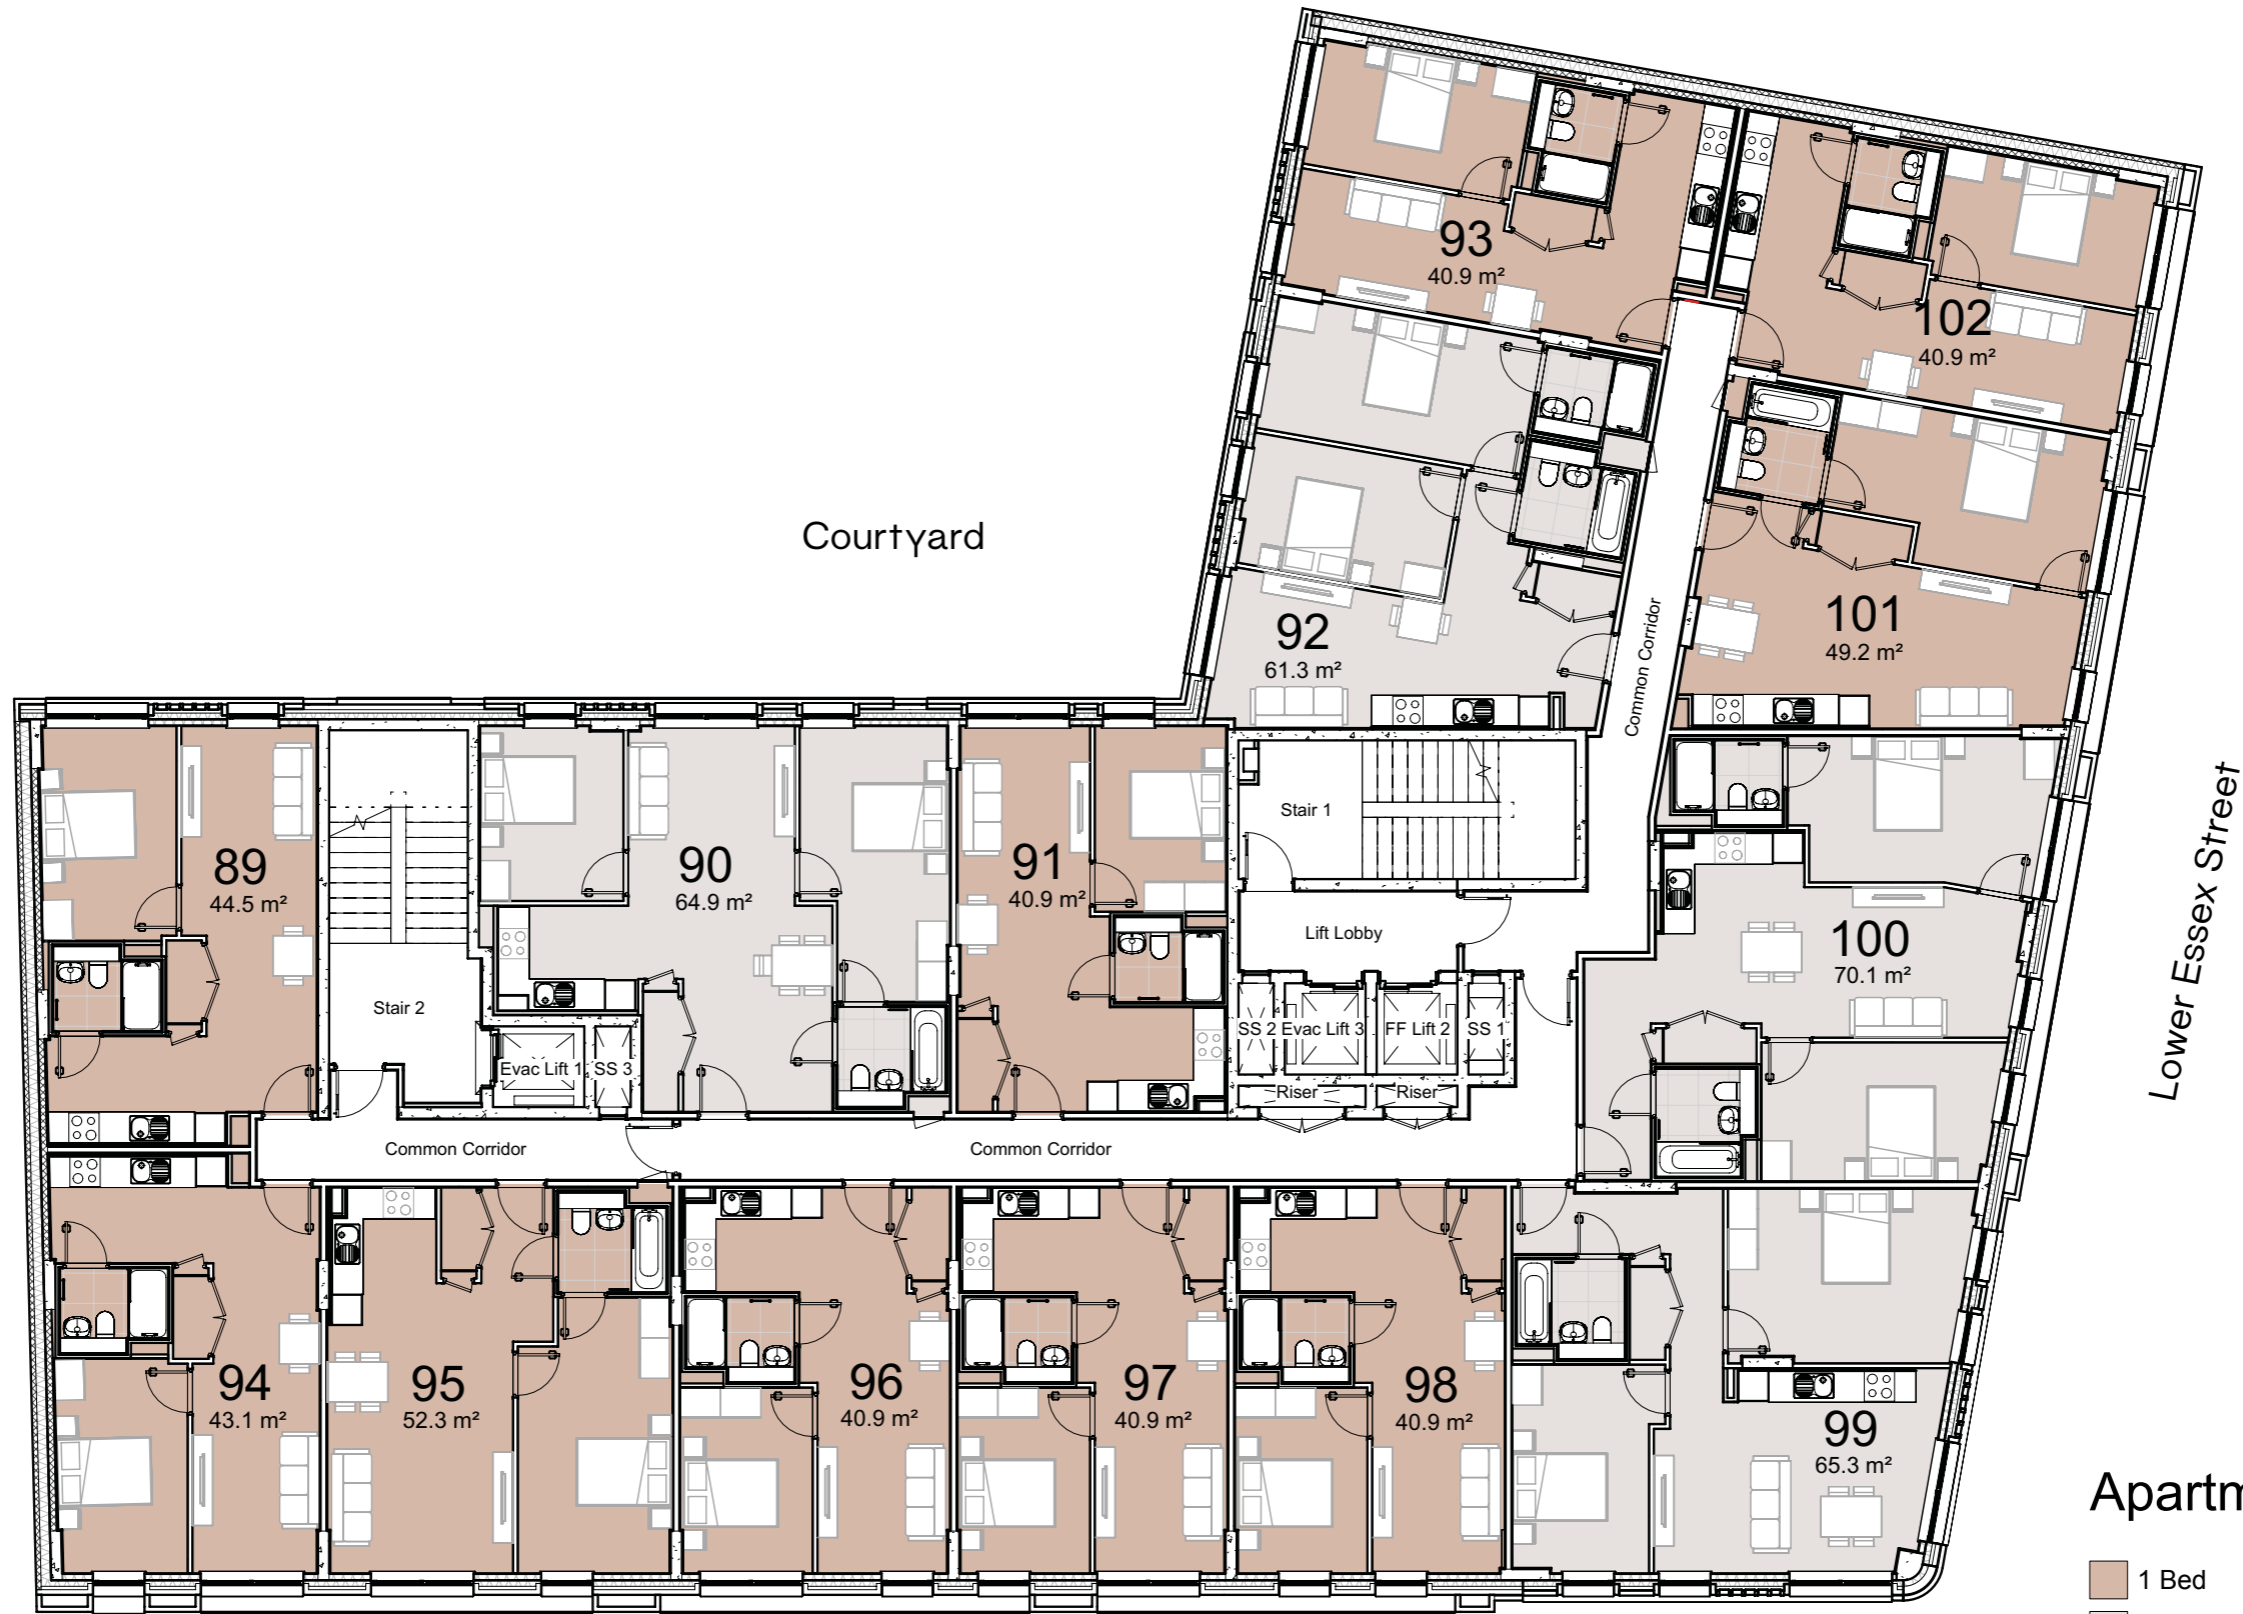 93
40.9 m²
102
40.9 m²
Courtyard
92
61.3 m²
Common Corridor
101
49.2 m²
Lower Essex Street
Stair 1
89
44.5 m²
90
64.9 m²
91
40.9 m²
Lift Lobby
100
70.1 m²
Stair 2
Evac Lift 1
SS 3
SS 2
Evac Lift 3
FF Lift 2
SS 1
Riser
Riser
Common Corridor
Common Corridor
94
43.1 m²
95
52.3 m²
96
40.9 m²
97
40.9 m²
98
40.9 m²
99
65.3 m²
1 Bed